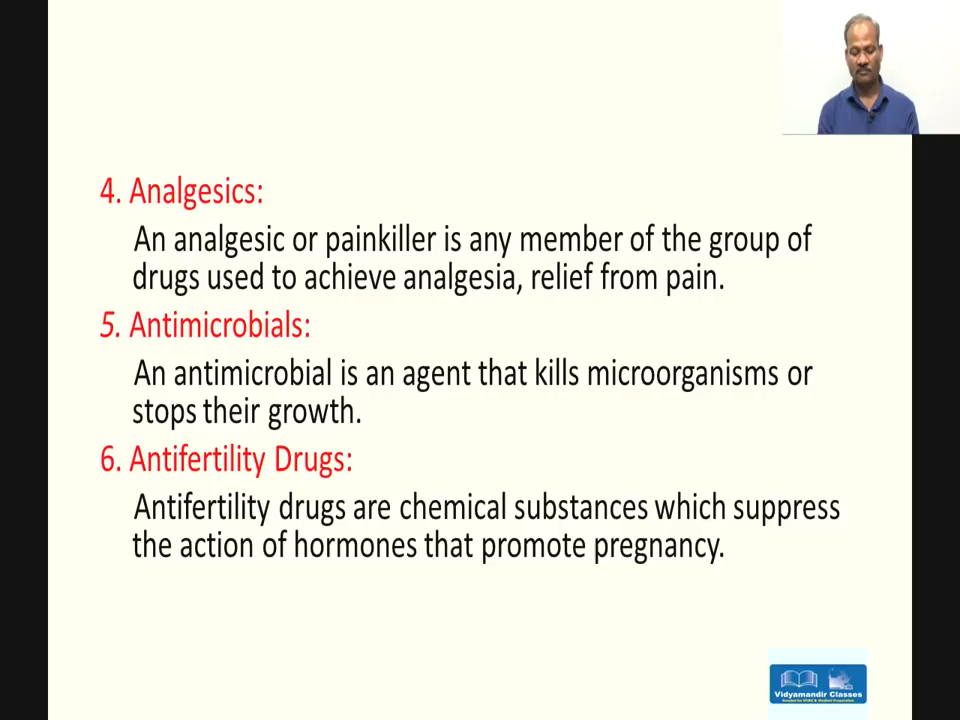 4. Analgesics:
An analgesic or painkiller is any member of the group of
drugs used to achieve analgesia, relief from pain.
5. Antimicrobials:
An antimicrobial is an agent that kills microorganisms or
stops their growth.
6. Antifertility Drugs:
Antifertility drugs are chemical substances which suppress
the action of hormones that promote pregnancy.
Vidyamandir Classes